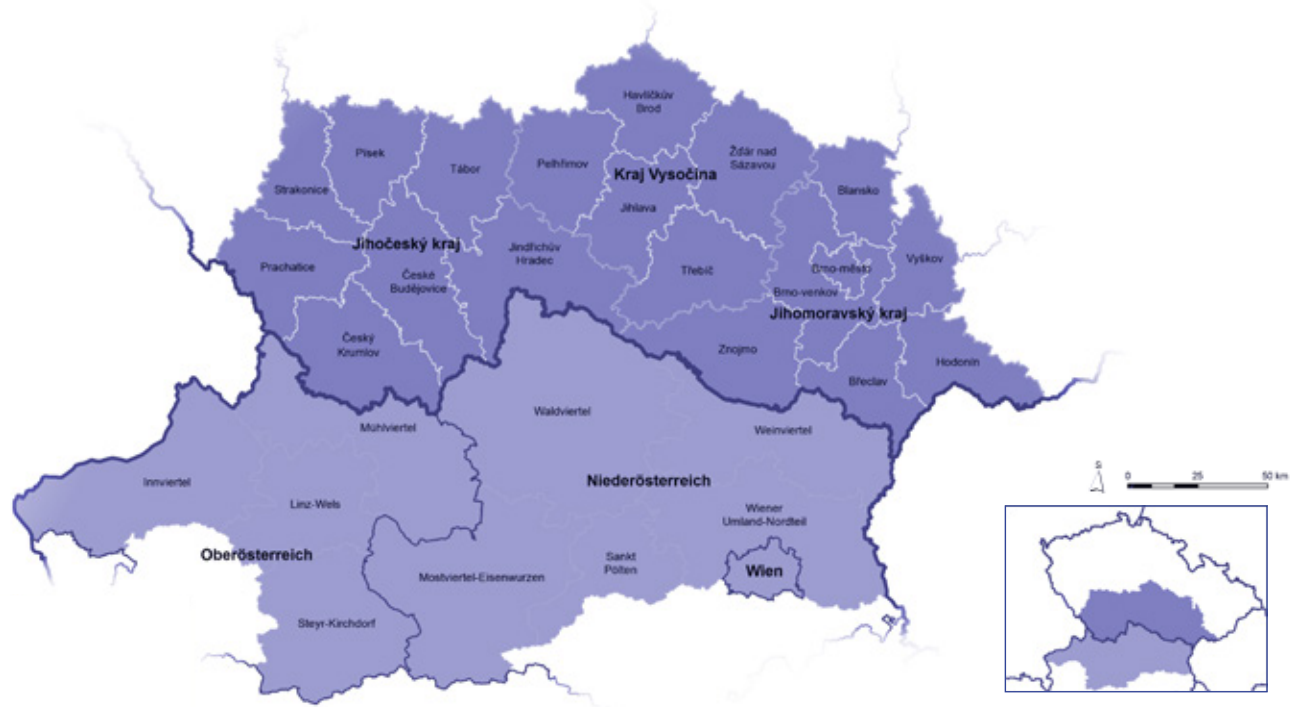 Havlíčkův
Brod
Písek
Tábor
Pelhřimov
Žďár nad
Sázavou
Strakonice
Kraj Vysočina
Blansko
Jihlava
Jihočeský kraj
Jindřichův
Hradec
Prachatice
České
Budějovice
Třebíč
Brno-město
Vyškov
Brno-venkov
Jihomoravský kraj
Český
Krumlov
Znojmo
Hodonín
Břeclav
Waldviertel
Mühlviertel
Weinviertel
Innviertel
Niederösterreich
Linz-Wels
Wiener
Umland-Nordteil
Oberösterreich
Sankt
Pölten
Wien
Mostviertel-Eisenwurzen
Steyr-Kirchdorf
S
0 25 50 km